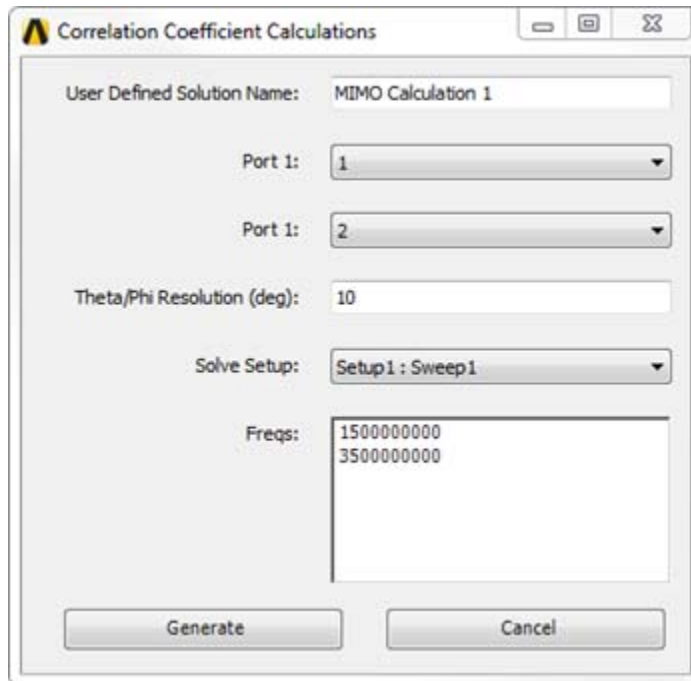 Correlation Coefficient Calculations
User Defined Solution Name: MIMO Calculation 1
Port 1: 1
Port 1: 2
Theta/Phi Resolution (deg): 10
Solve Setup: Setup1 : Sweep1
Freqs: 1500000000
3500000000
Generate Cancel